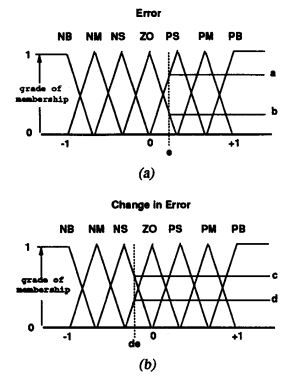 Error
NB NM NS ZO PS PM PB
1
a
grade of
membership
b
0
-1 0 +1
e
(a)
Change in Error
NB NM NS ZO PS PM PB
1
c
grade of
membership
d
0
-1 0 +1
de
(b)